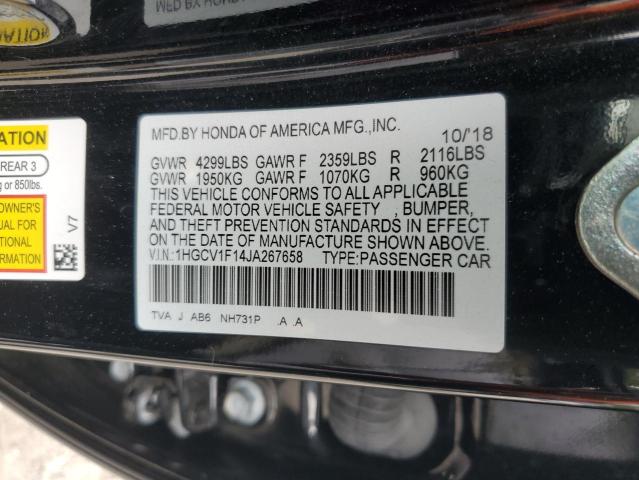 MFD.BY HONDA OF AMERICA MFG.,INC. 10/'18
GVWR 4299LBS GAWR F 2359LBS R 2116LBS
GVWR 1950KG GAWR F 1070KG R 960KG
THIS VEHICLE CONFORMS TO ALL APPLICABLE
FEDERAL MOTOR VEHICLE SAFETY , BUMPER,
AND THEFT PREVENTION STANDARDS IN EFFECT
ON THE DATE OF MANUFACTURE SHOWN ABOVE.
V.I.N.:1HGCV1F14JA267658 TYPE:PASSENGER CAR
TVA J AB6 NH731P .A .A
ATION
REAR 3
g or 850lbs.
OWNER'S
UAL FOR
TIONAL
V7